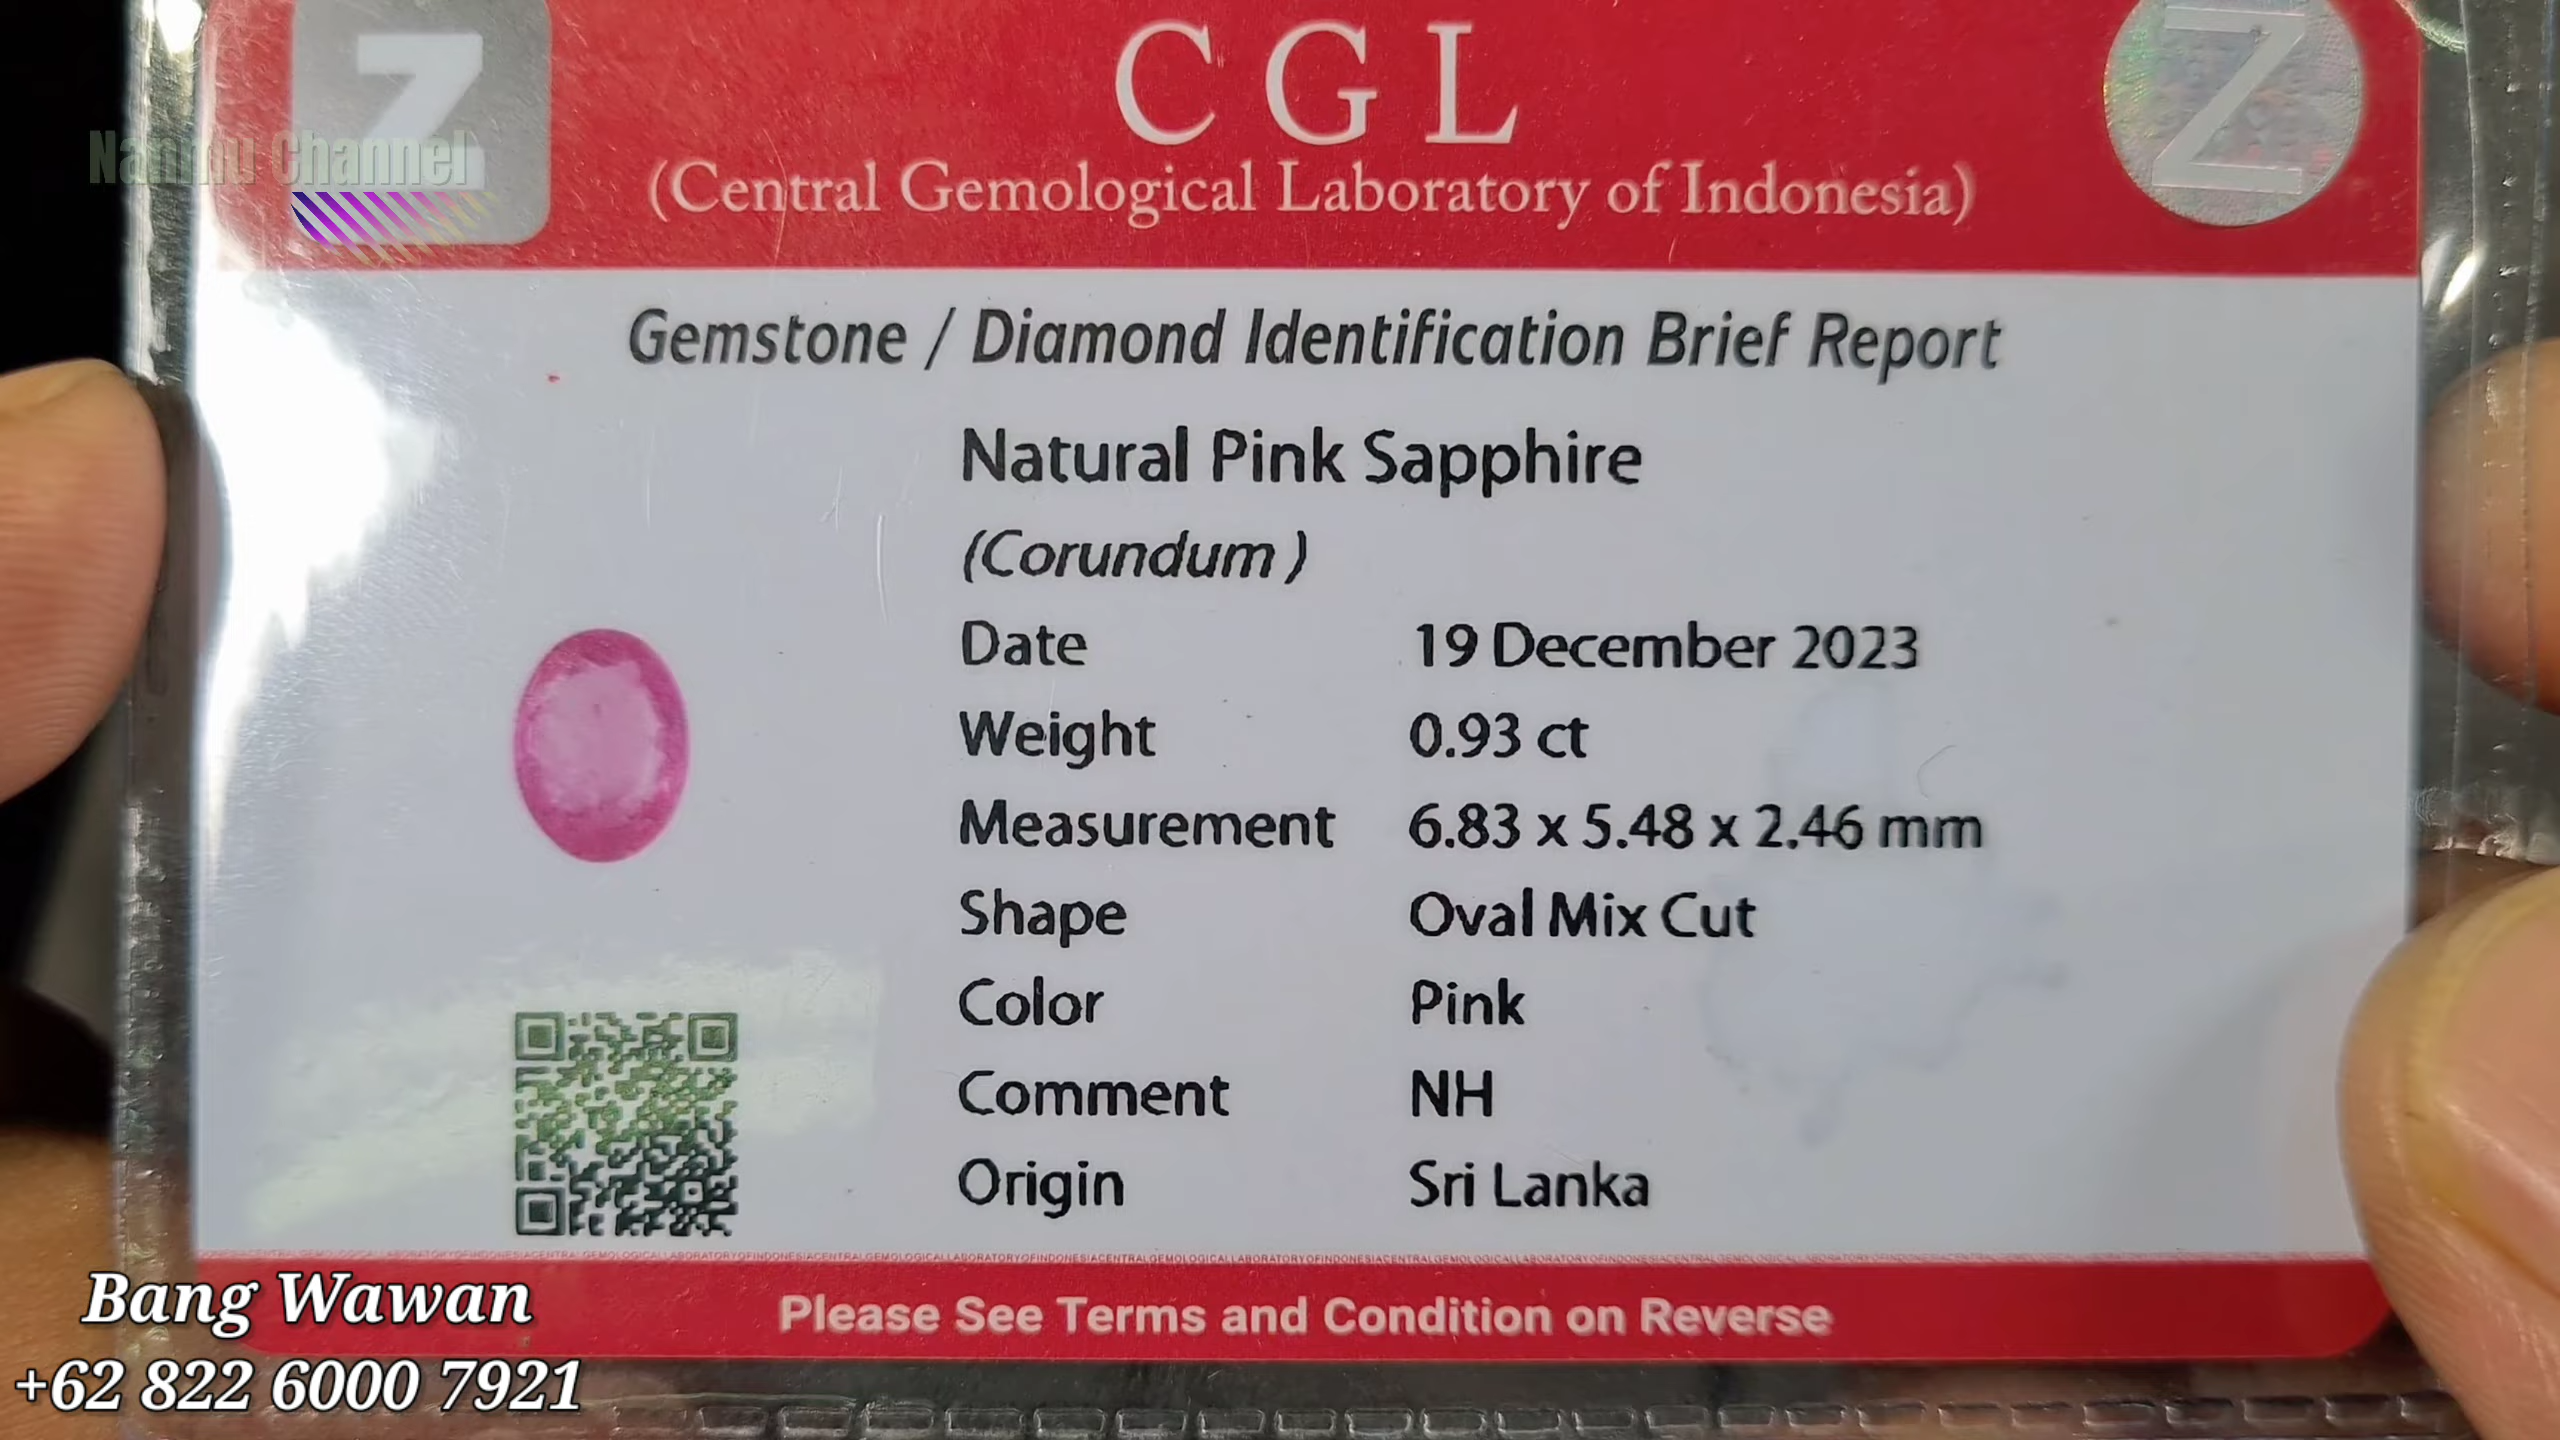 Z
CGL
Z
(Central Gemological Laboratory of Indonesia)
Nanmu Channel
Gemstone / Diamond Identification Brief Report
Natural Pink Sapphire
(Corundum )
Date 19 December 2023
Weight 0.93 ct
Measurement 6.83 x 5.48 x 2.46 mm
Shape Oval Mix Cut
Color Pink
Comment NH
Origin Sri Lanka
Please See Terms and Condition on Reverse
Bang Wawan
+62 822 6000 7921